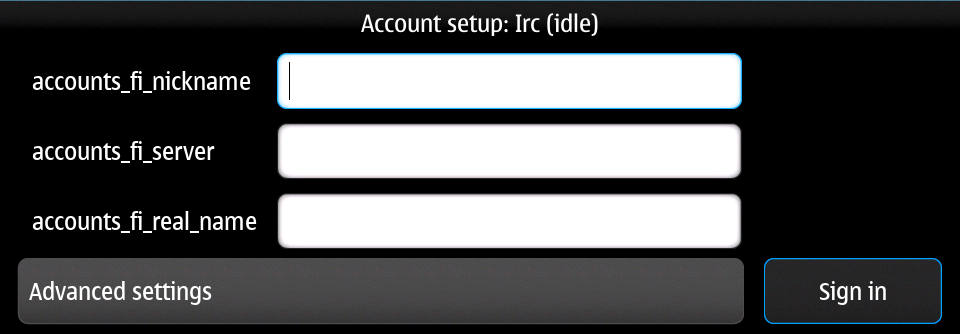 Account setup: Irc (idle)
accounts_fi_nickname
accounts_fi_server
accounts_fi_real_name
Advanced settings
Sign in